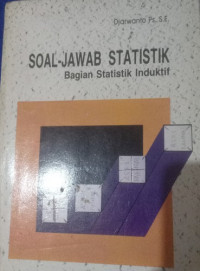 Djarwanto Ps, S.E.
SOAL-JAWAB STATISTIK
Bagian Statistik Induktif